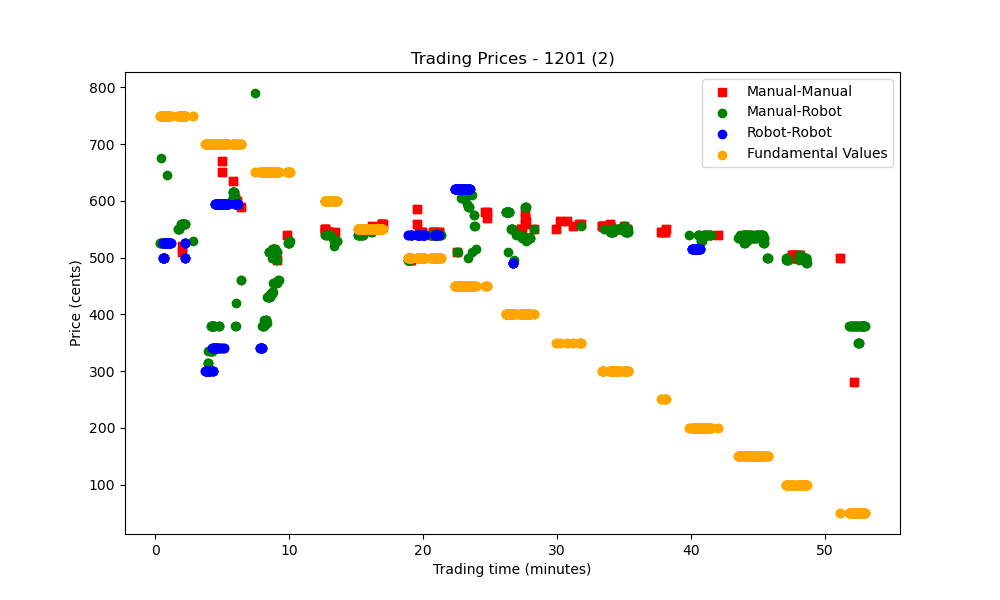 Trading Prices - 1201 (2)
Manual-Manual
Manual-Robot
Robot-Robot
Fundamental Values
Price (cents)
800
700
600
500
400
300
200
100
0 10 20 30 40 50
Trading time (minutes)